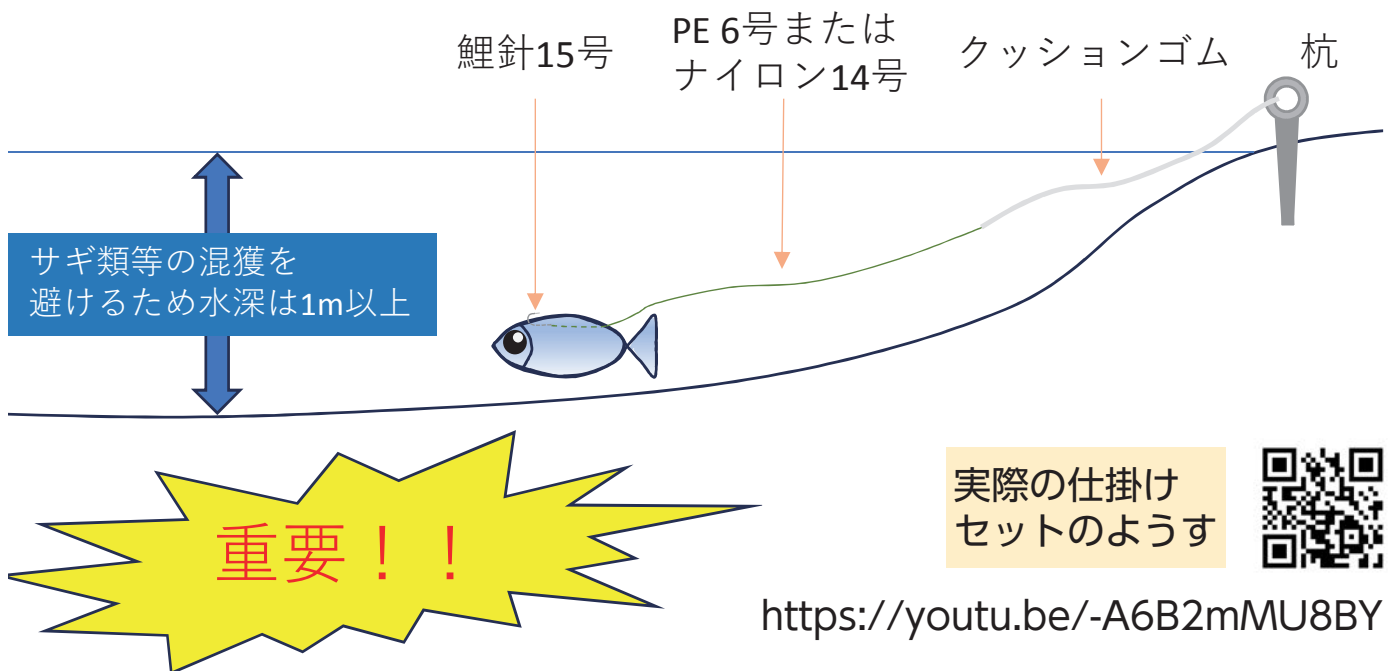 鯉針15号
PE 6号または
ナイロン14号
クッションゴム
杭
サギ類等の混獲を
避けるため水深は1m以上
重要！！
実際の仕掛け
セットのようす
https://youtu.be/-A6B2mMU8BY